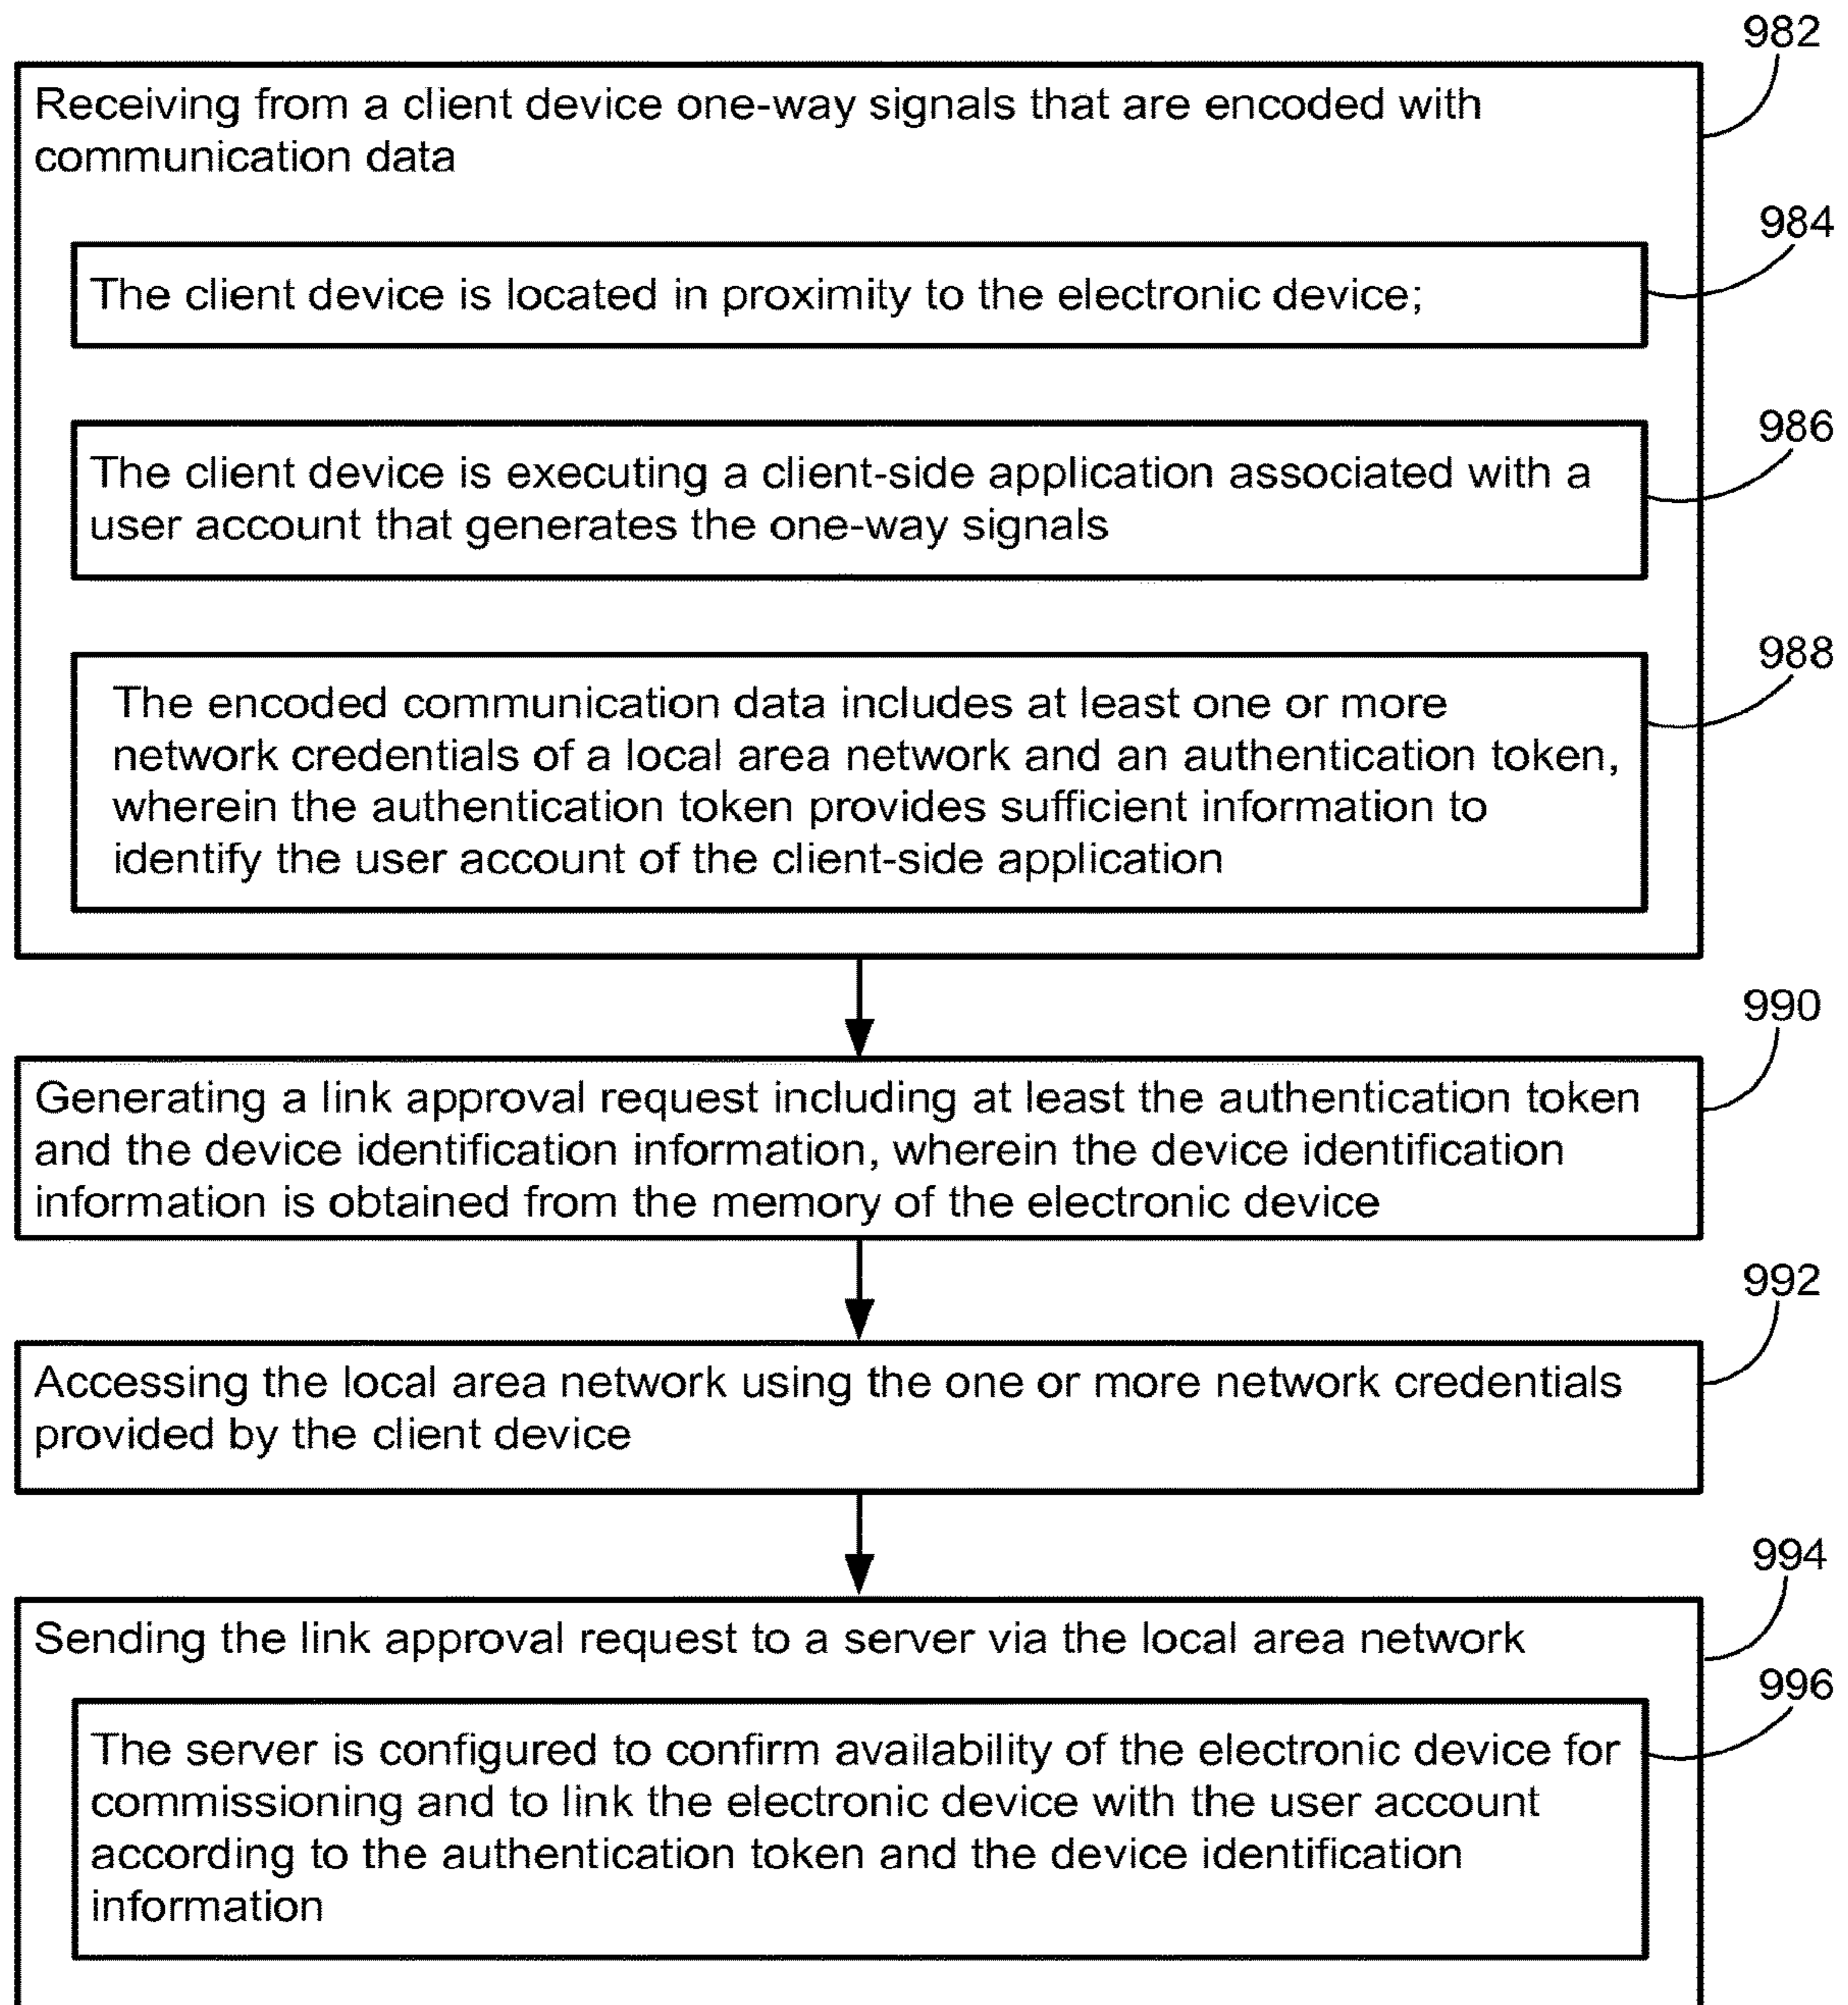 982
Receiving from a client device one-way signals that are encoded with
communication data
984
The client device is located in proximity to the electronic device;
986
The client device is executing a client-side application associated with a
user account that generates the one-way signals
988
The encoded communication data includes at least one or more
network credentials of a local area network and an authentication token,
wherein the authentication token provides sufficient information to
identify the user account of the client-side application
990
Generating a link approval request including at least the authentication token
and the device identification information, wherein the device identification
information is obtained from the memory of the electronic device
992
Accessing the local area network using the one or more network credentials
provided by the client device
994
Sending the link approval request to a server via the local area network
996
The server is configured to confirm availability of the electronic device for
commissioning and to link the electronic device with the user account
according to the authentication token and the device identification
information